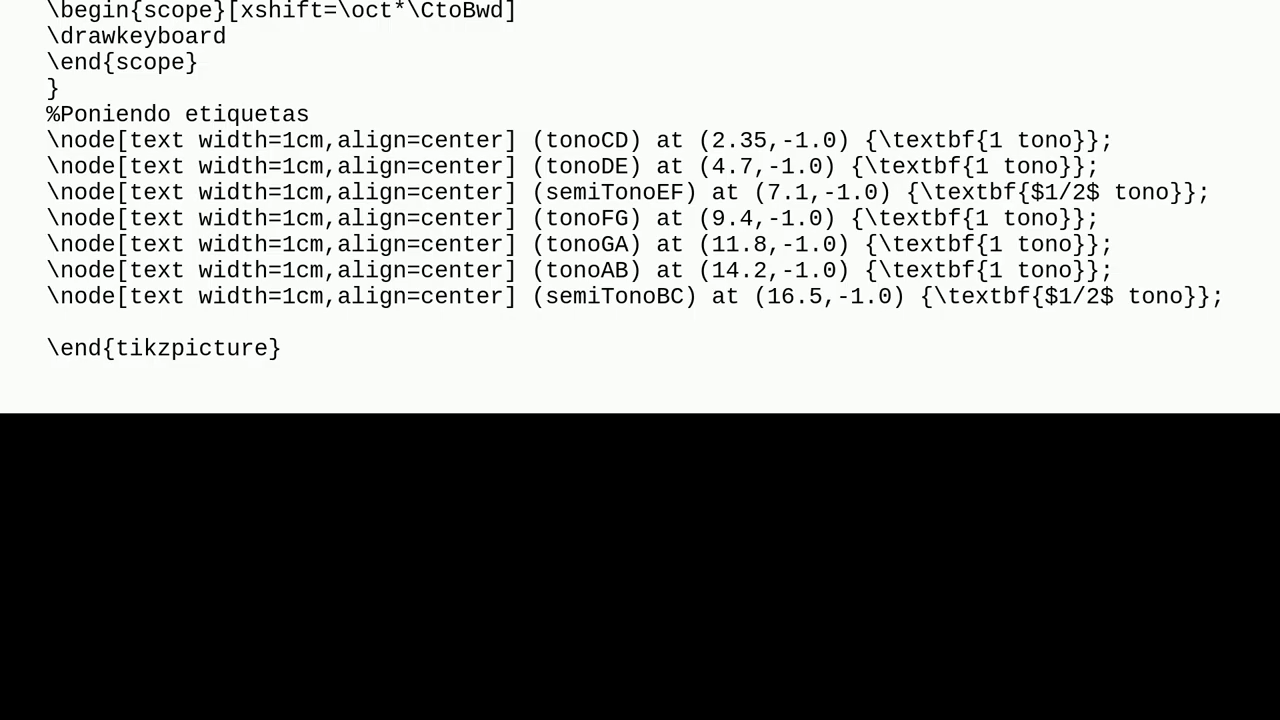 \begin{scope}[xshift=\oct*\CtoBwd]
\drawkeyboard
\end{scope}
}
%Poniendo etiquetas
\node[text width=1cm,align=center] (tonoCD) at (2.35,-1.0) {\textbf{1 tono}};
\node[text width=1cm,align=center] (tonoDE) at (4.7,-1.0) {\textbf{1 tono}};
\node[text width=1cm,align=center] (semiTonoEF) at (7.1,-1.0) {\textbf{$1/2$ tono}};
\node[text width=1cm,align=center] (tonoFG) at (9.4,-1.0) {\textbf{1 tono}};
\node[text width=1cm,align=center] (tonoGA) at (11.8,-1.0) {\textbf{1 tono}};
\node[text width=1cm,align=center] (tonoAB) at (14.2,-1.0) {\textbf{1 tono}};
\node[text width=1cm,align=center] (semiTonoBC) at (16.5,-1.0) {\textbf{$1/2$ tono}};
\end{tikzpicture}